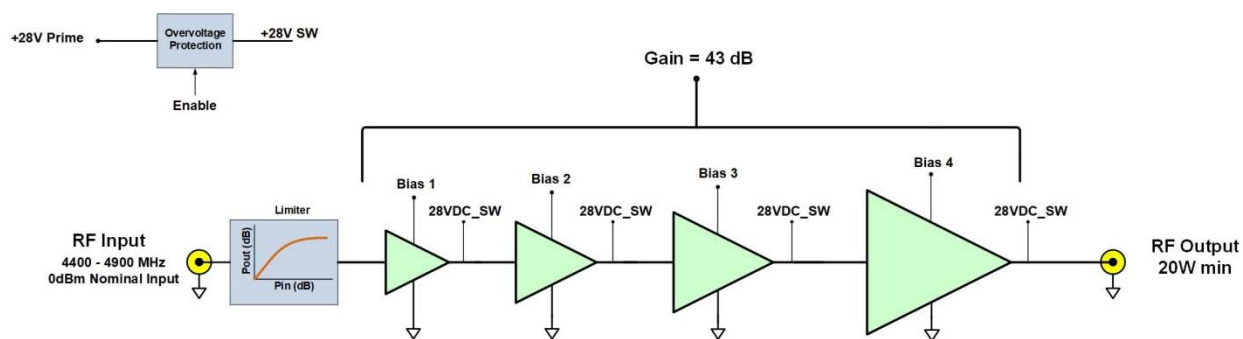 +28V Prime
Overvoltage
Protection
+28V SW
Enable
Gain = 43 dB
Bias 1
Bias 2
Bias 3
Bias 4
28VDC_SW
28VDC_SW
28VDC_SW
28VDC_SW
Limiter
Pout (dB)
Pin (dB)
RF Input
4400 - 4900 MHz
0dBm Nominal Input
RF Output
20W min